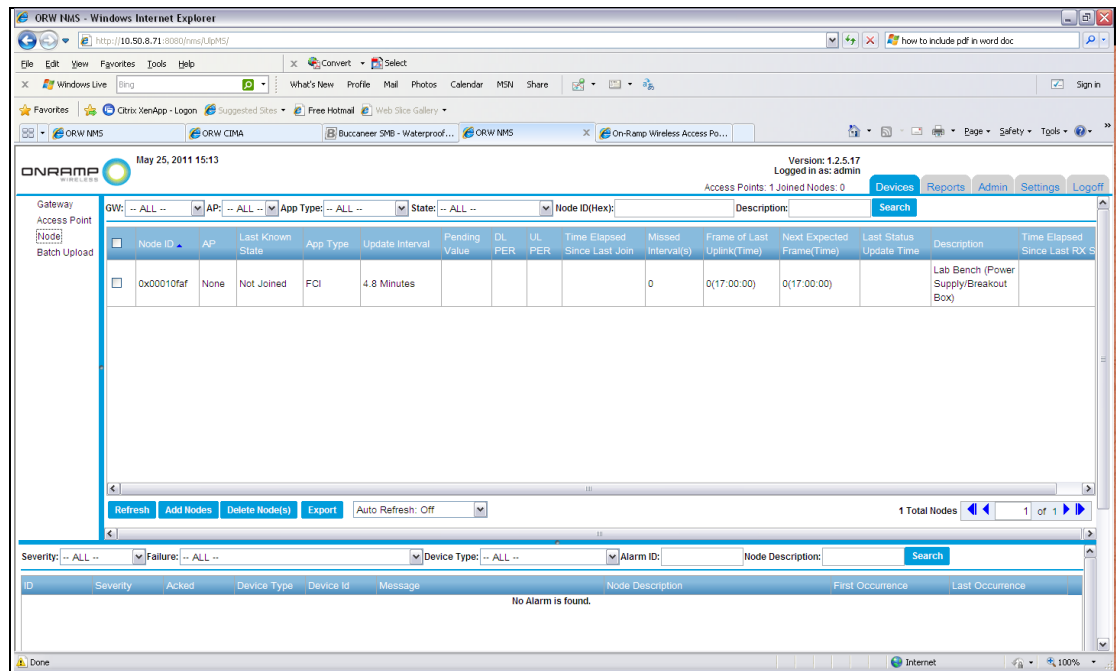 ORW NMS - Windows Internet Explorer
http://10.50.8.71:8080/nms/UlpMS/ how to include pdf in word doc
File Edit View Favorites Tools Help Convert Select
Windows Live Bing What's New Profile Mail Photos Calendar MSN Share Sign in
Favorites Citrix XenApp - Logon Suggested Sites Free Hotmail Web Slice Gallery
ORW NMS ORW CIMA Buccaneer SMB - Waterproof... ORW NMS On-Ramp Wireless Access Po... Page Safety Tools
ONRAMP WIRELESS
May 25, 2011 15:13
Version: 1.2.5.17
Logged in as: admin
Access Points: 1 Joined Nodes: 0
Devices Reports Admin Settings Logoff
Gateway
Access Point
Node
Batch Upload
GW: -- ALL -- AP: -- ALL -- App Type: -- ALL -- State: -- ALL -- Node ID(Hex): Description: Search
Node ID AP Last Known State App Type Update Interval Pending Value DL PER UL PER Time Elapsed Since Last Join Missed Interval(s) Frame of Last Uplink(Time) Next Expected Frame(Time) Last Status Update Time Description Time Elapsed Since Last RX S
0x00010faf None Not Joined FCI 4.8 Minutes 0 0(17:00:00) 0(17:00:00) Lab Bench (Power Supply/Breakout Box)
Refresh Add Nodes Delete Node(s) Export Auto Refresh: Off 1 Total Nodes 1 of 1
Severity: -- ALL -- Failure: -- ALL -- Device Type: -- ALL -- Alarm ID: Node Description: Search
ID Severity Acked Device Type Device Id Message Node Description First Occurrence Last Occurrence
No Alarm is found.
Done Internet 100%